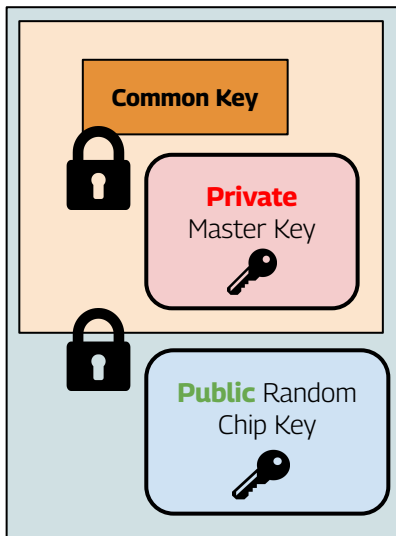 Common Key
Private
Master Key
Public Random
Chip Key